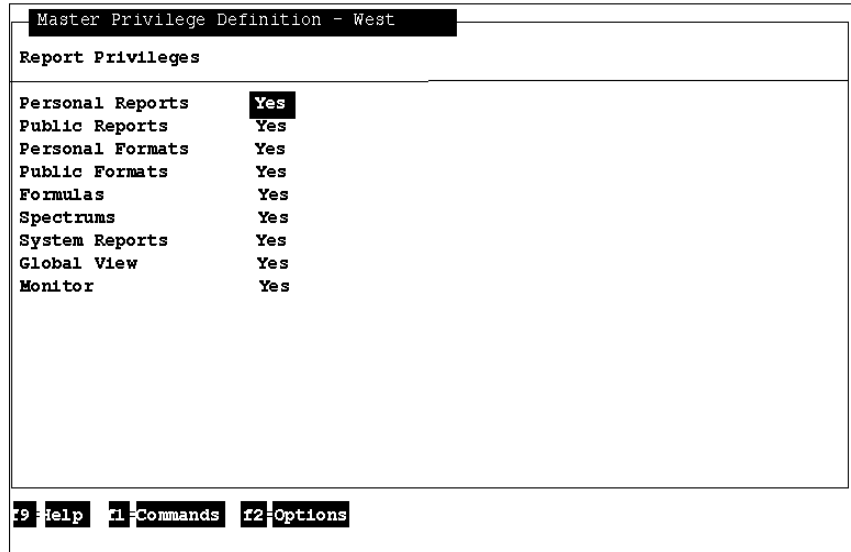 Master Privilege Definition - West
Report Privileges
Personal Reports Yes
Public Reports Yes
Personal Formats Yes
Public Formats Yes
Formulas Yes
Spectrums Yes
System Reports Yes
Global View Yes
Monitor Yes
f9=Help f1=Commands f2=Options